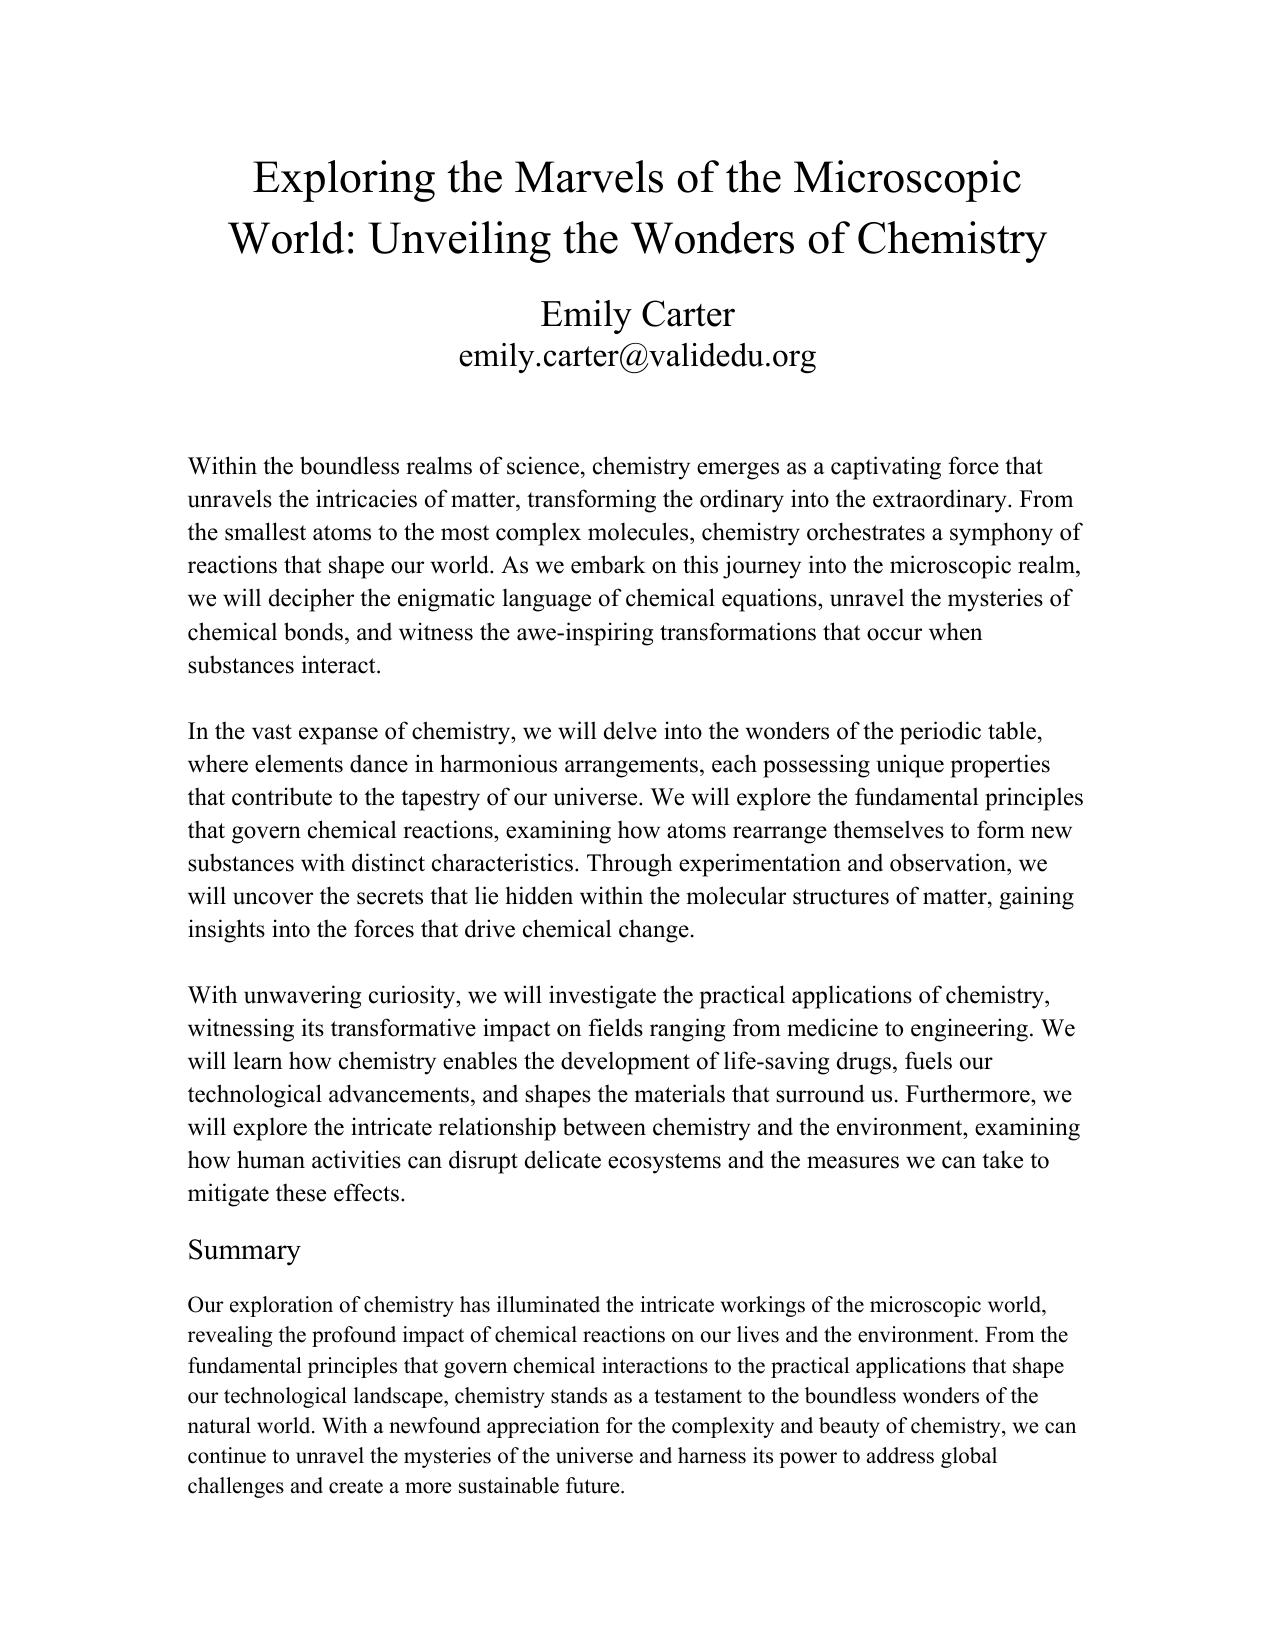 Exploring the Marvels of the Microscopic
World: Unveiling the Wonders of Chemistry
Emily Carter
emily.carter@validedu.org
Within the boundless realms of science, chemistry emerges as a captivating force that
unravels the intricacies of matter, transforming the ordinary into the extraordinary. From
the smallest atoms to the most complex molecules, chemistry orchestrates a symphony of
reactions that shape our world. As we embark on this journey into the microscopic realm,
we will decipher the enigmatic language of chemical equations, unravel the mysteries of
chemical bonds, and witness the awe-inspiring transformations that occur when
substances interact.
In the vast expanse of chemistry, we will delve into the wonders of the periodic table,
where elements dance in harmonious arrangements, each possessing unique properties
that contribute to the tapestry of our universe. We will explore the fundamental principles
that govern chemical reactions, examining how atoms rearrange themselves to form new
substances with distinct characteristics. Through experimentation and observation, we
will uncover the secrets that lie hidden within the molecular structures of matter, gaining
insights into the forces that drive chemical change.
With unwavering curiosity, we will investigate the practical applications of chemistry,
witnessing its transformative impact on fields ranging from medicine to engineering. We
will learn how chemistry enables the development of life-saving drugs, fuels our
technological advancements, and shapes the materials that surround us. Furthermore, we
will explore the intricate relationship between chemistry and the environment, examining
how human activities can disrupt delicate ecosystems and the measures we can take to
mitigate these effects.
Summary
Our exploration of chemistry has illuminated the intricate workings of the microscopic world,
revealing the profound impact of chemical reactions on our lives and the environment. From the
fundamental principles that govern chemical interactions to the practical applications that shape
our technological landscape, chemistry stands as a testament to the boundless wonders of the
natural world. With a newfound appreciation for the complexity and beauty of chemistry, we can
continue to unravel the mysteries of the universe and harness its power to address global
challenges and create a more sustainable future.